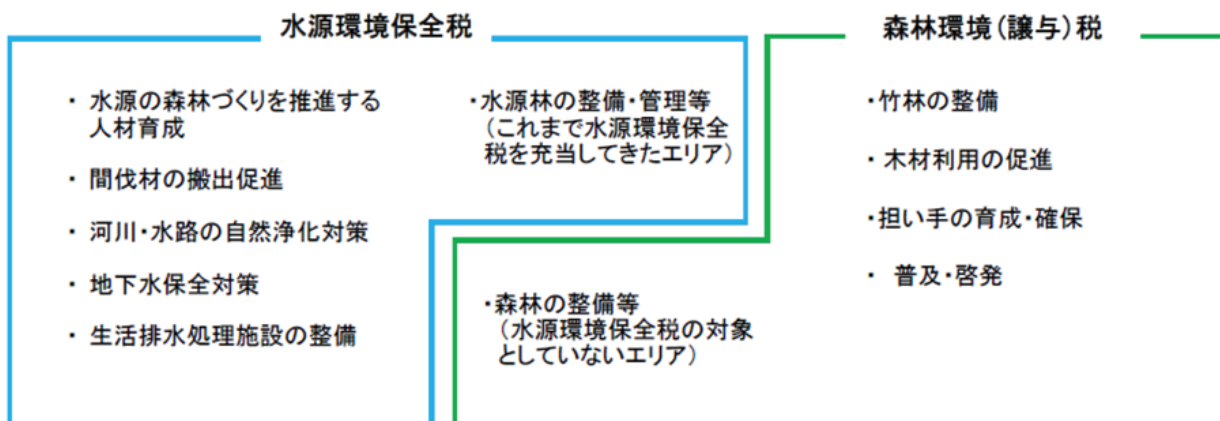 水源環境保全税
・ 水源の森林づくりを推進する
人材育成
・ 間伐材の搬出促進
・ 河川・水路の自然浄化対策
・ 地下水保全対策
・ 生活排水処理施設の整備
・水源林の整備・管理等
（これまで水源環境保全
税を充当してきたエリア）
・森林の整備等
（水源環境保全税の対象
としていないエリア）
森林環境（譲与）税
・竹林の整備
・木材利用の促進
・担い手の育成・確保
・ 普及・啓発